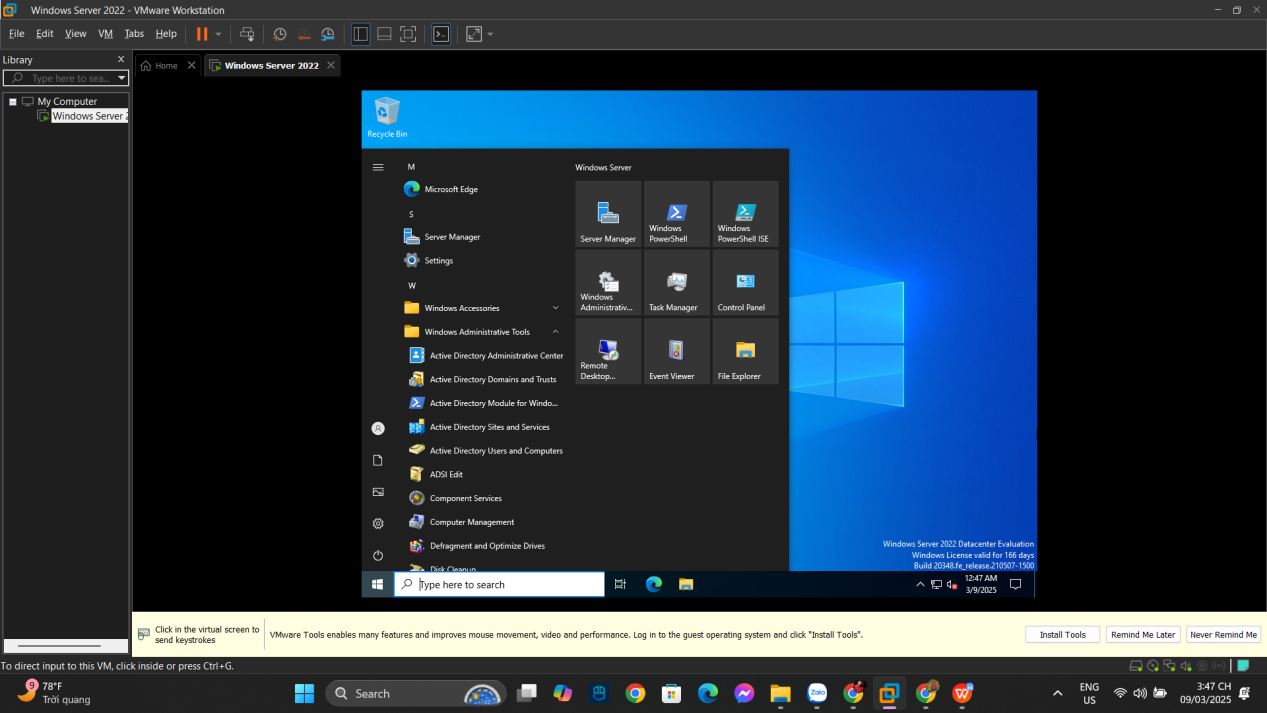 Windows Server 2022 - VMware Workstation
File Edit View VM Tabs Help
Library
Type here to sea...
Home
Windows Server 2022
My Computer
Windows Server 2
Recycle Bin
M
Microsoft Edge
S
Server Manager
Settings
W
Windows Accessories
Windows Administrative Tools
Active Directory Administrative Center
Active Directory Domains and Trusts
Active Directory Module for Windo...
Active Directory Sites and Services
Active Directory Users and Computers
ADSI Edit
Component Services
Computer Management
Defragment and Optimize Drives
Disk Cleanup
Windows Server
Server Manager
Windows PowerShell
Windows PowerShell ISE
Windows Administrativ...
Task Manager
Control Panel
Remote Desktop...
Event Viewer
File Explorer
Windows Server 2022 Datacenter Evaluation
Windows License valid for 166 days
Build 20348.fe_release.210507-1500
Type here to search
12:47 AM
3/9/2025
Click in the virtual screen to
send keystrokes
VMware Tools enables many features and improves mouse movement, video and performance. Log in to the guest operating system and click "Install Tools".
Install Tools
Remind Me Later
Never Remind Me
To direct input to this VM, click inside or press Ctrl+G.
9
78°F
Trời quang
Search
Zalo
ENG
US
3:47 CH
09/03/2025